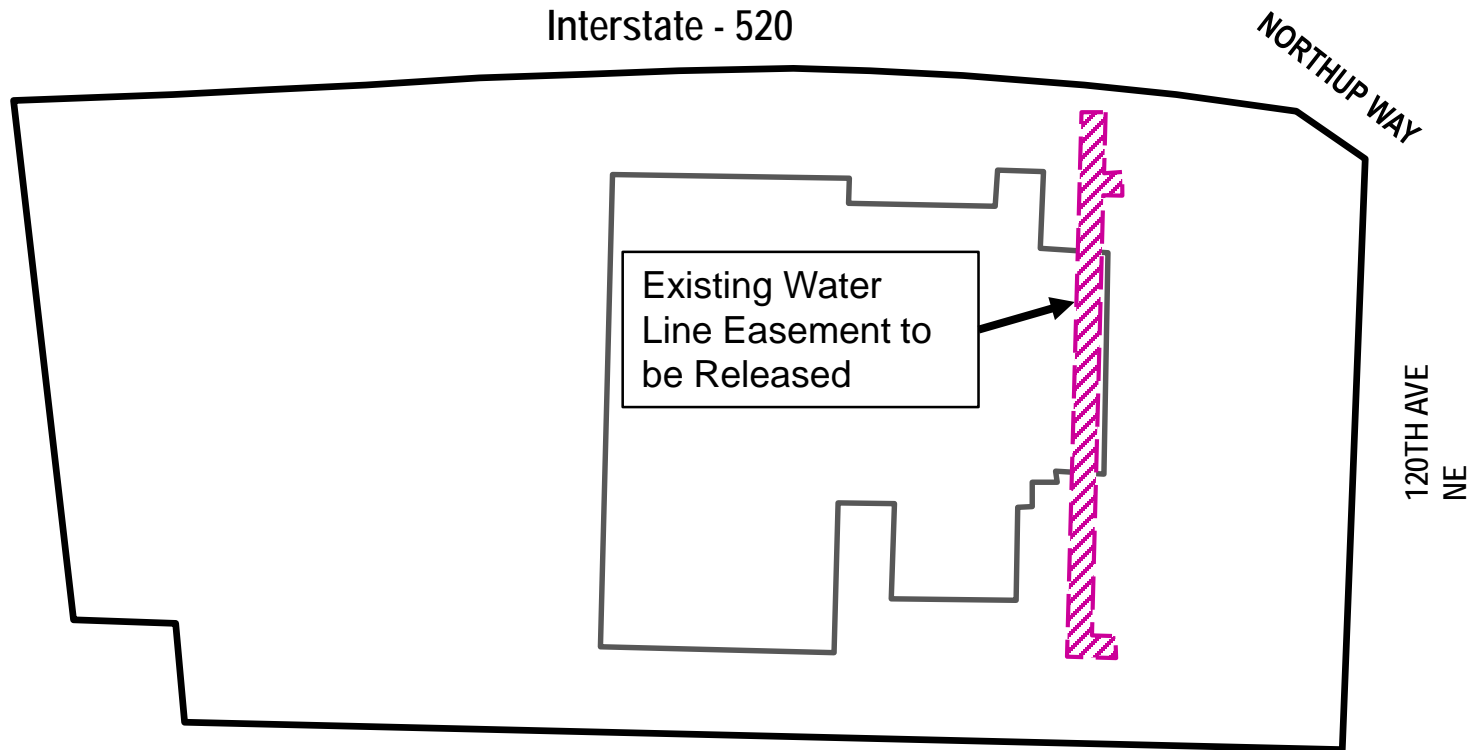 Interstate - 520
NORTHUP WAY
Existing Water
Line Easement to
be Released
120TH AVE
NE